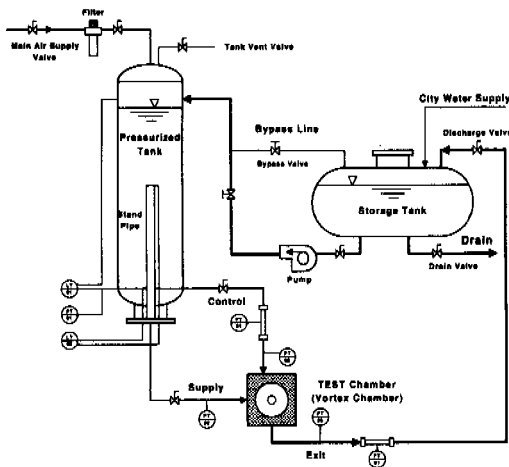 Filter
Main Air Supply
Valve
Tank Vent Valve
City Water Supply
Discharge Valve
Bypass Line
Bypass Valve
Pressurized
Tank
Storage Tank
Stand
Pipe
Drain
Drain Valve
Pump
Control
Supply
TEST Chamber
(Vortex Chamber)
Exit